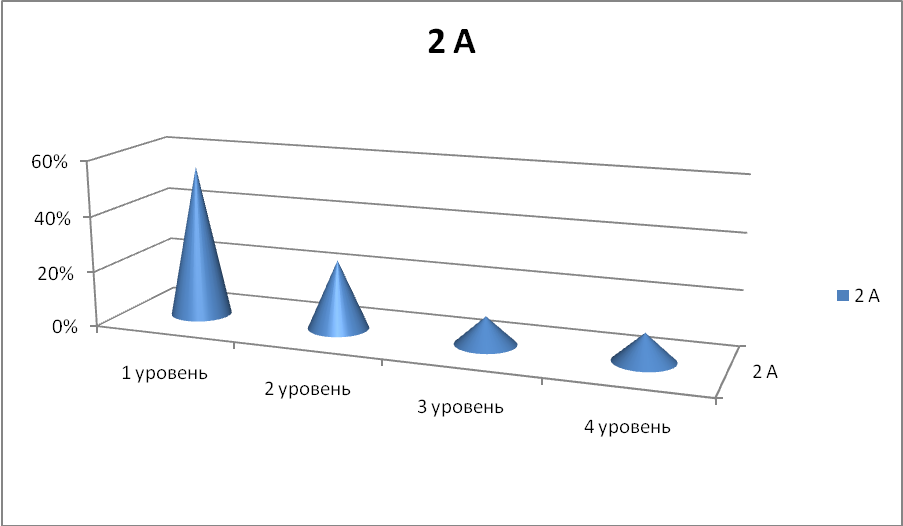 2 А
60%
40%
20%
0%
1 уровень
2 уровень
3 уровень
4 уровень
2 А
2 А